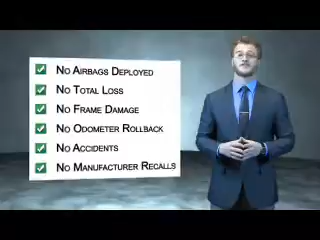 No Airbags Deployed
No Total Loss
No Frame Damage
No Odometer Rollback
No Accidents
No Manufacturer Recalls